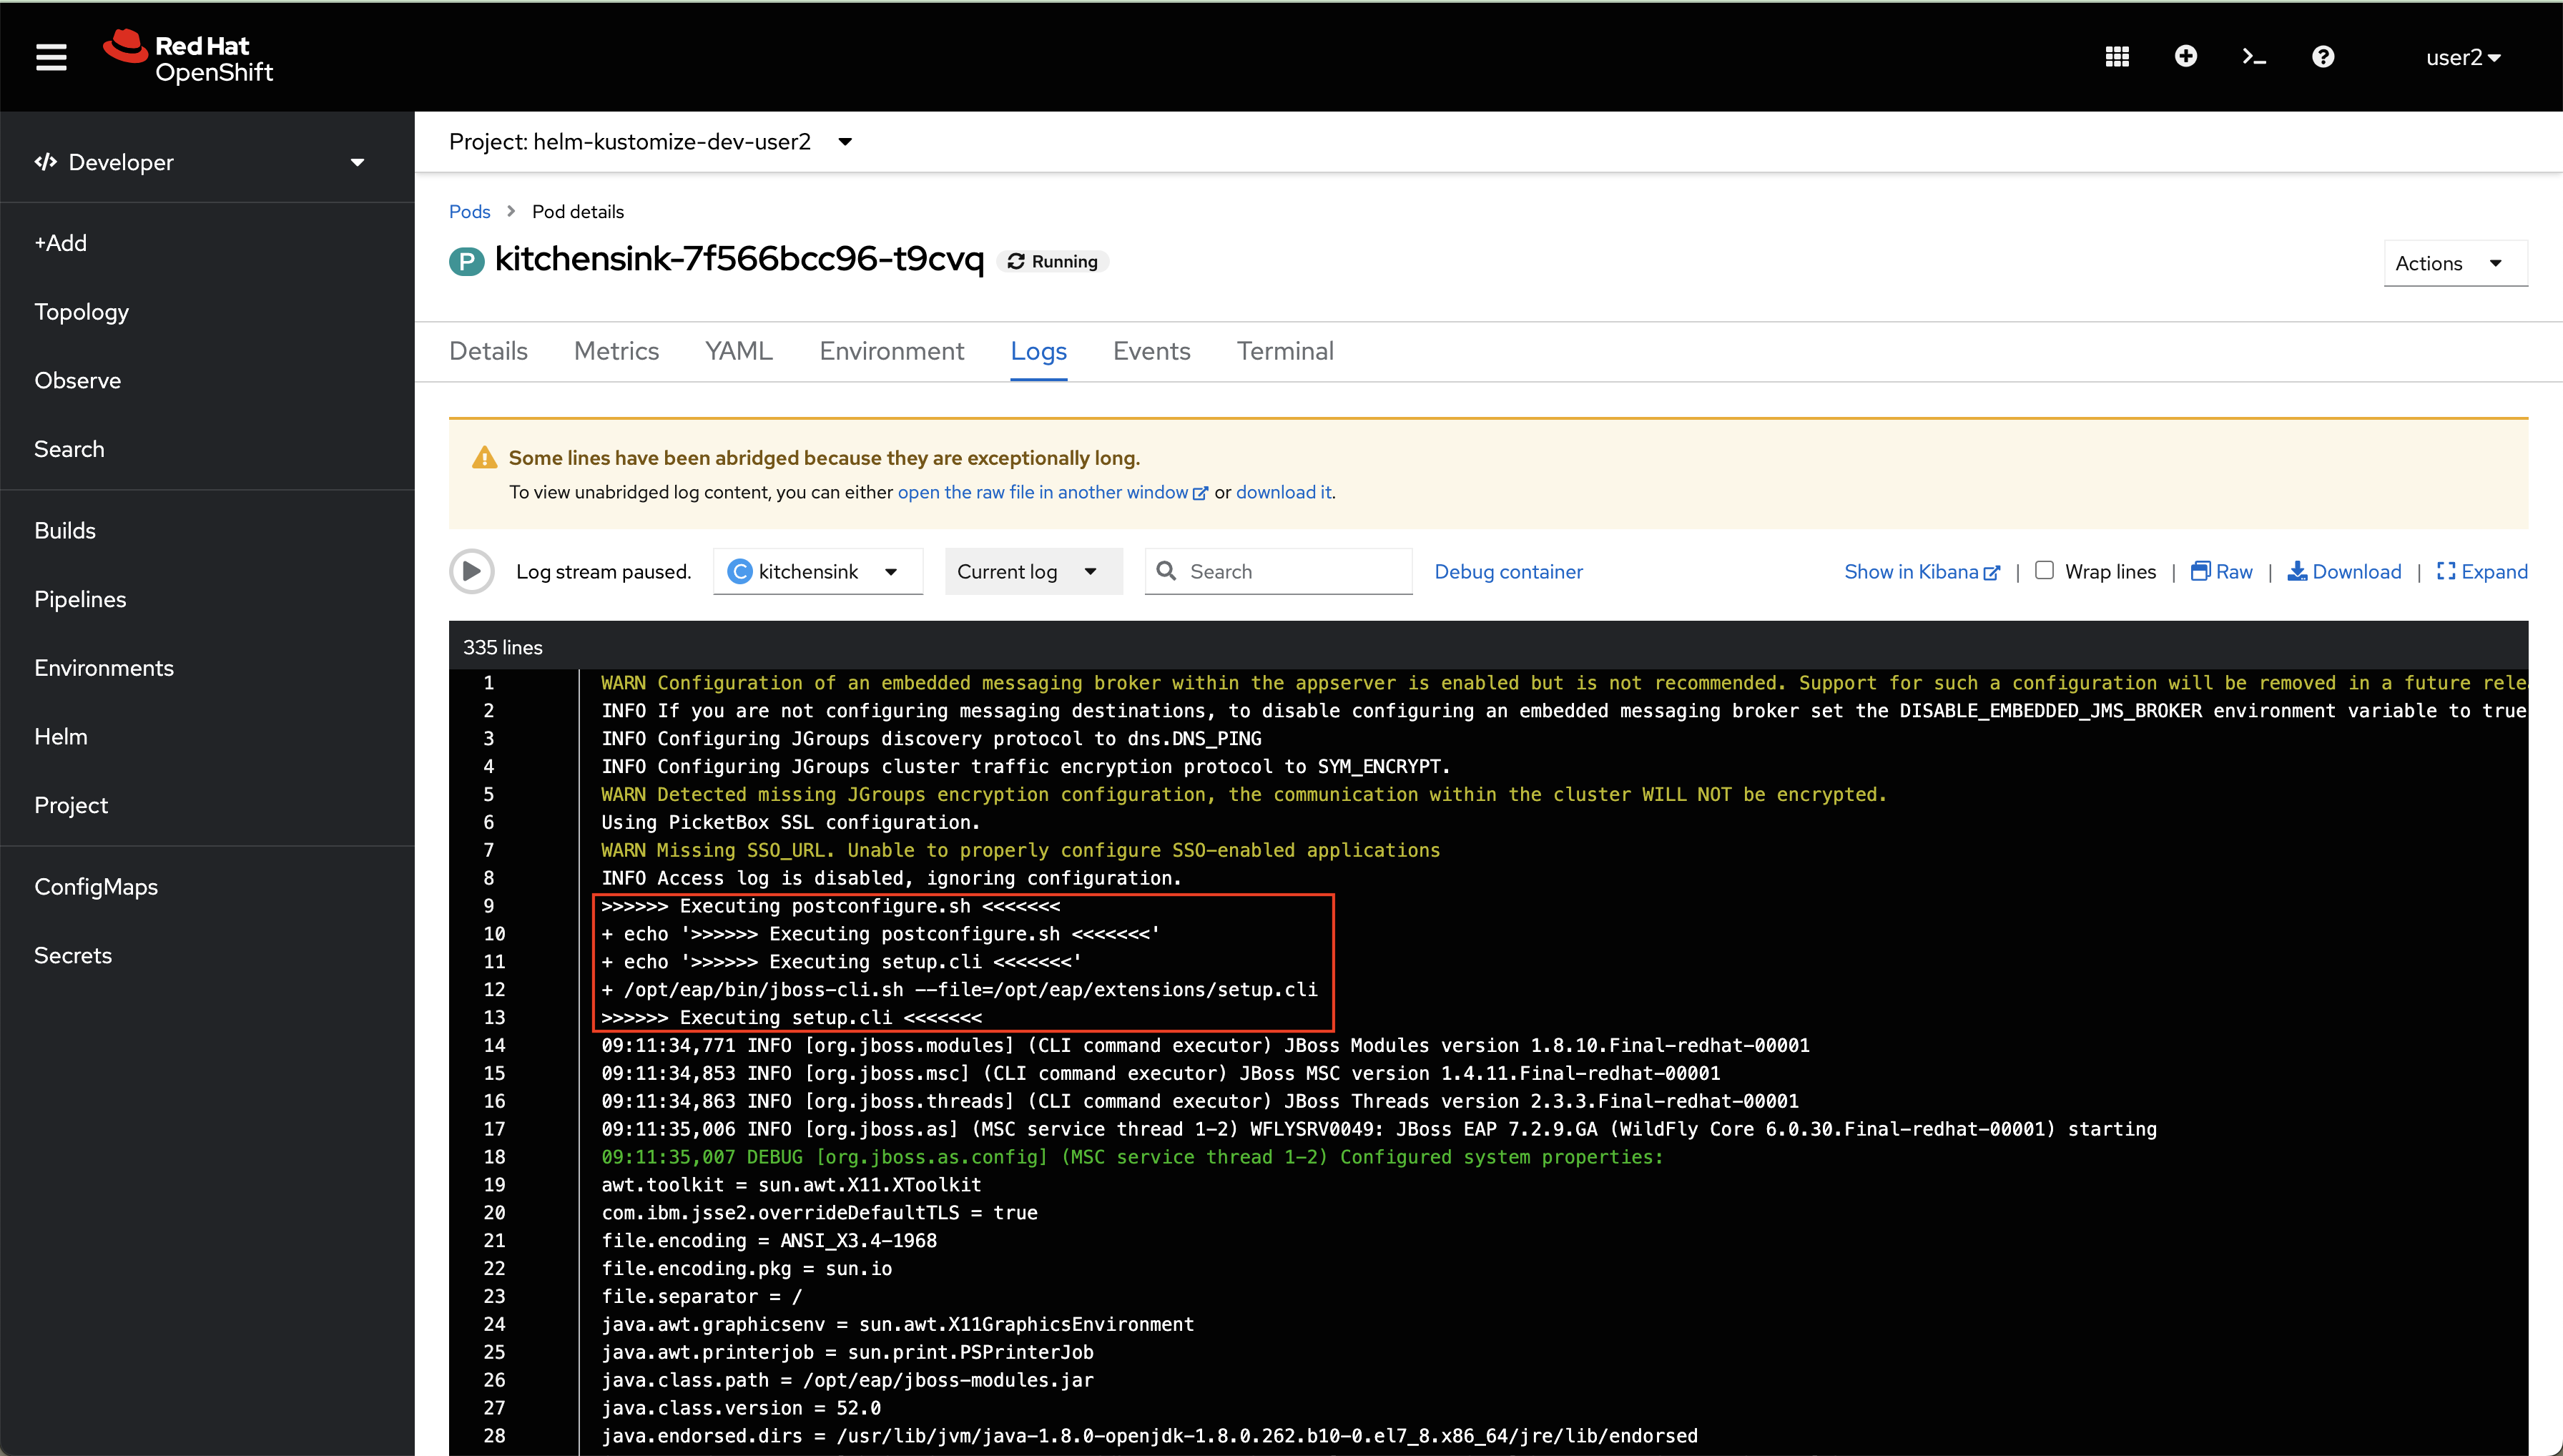 Red Hat
OpenShift
user2
Developer
+Add
Topology
Observe
Search
Builds
Pipelines
Environments
Helm
Project
ConfigMaps
Secrets
Project: helm-kustomize-dev-user2
Pods > Pod details
P kitchensink-7f566bcc96-t9cvq Running
Actions
Details Metrics YAML Environment Logs Events Terminal
Some lines have been abridged because they are exceptionally long.
To view unabridged log content, you can either open the raw file in another window or download it.
Log stream paused. C kitchensink Current log Search Debug container Show in Kibana | Wrap lines | Raw | Download | Expand
335 lines
1 WARN Configuration of an embedded messaging broker within the appserver is enabled but is not recommended. Support for such a configuration will be removed in a future rele
2 INFO If you are not configuring messaging destinations, to disable configuring an embedded messaging broker set the DISABLE_EMBEDDED_JMS_BROKER environment variable to true
3 INFO Configuring JGroups discovery protocol to dns.DNS_PING
4 INFO Configuring JGroups cluster traffic encryption protocol to SYM_ENCRYPT.
5 WARN Detected missing JGroups encryption configuration, the communication within the cluster WILL NOT be encrypted.
6 Using PicketBox SSL configuration.
7 WARN Missing SSO_URL. Unable to properly configure SSO-enabled applications
8 INFO Access log is disabled, ignoring configuration.
9 >>>>>> Executing postconfigure.sh <<<<<<<
10 + echo '>>>>>> Executing postconfigure.sh <<<<<<<'
11 + echo '>>>>>> Executing setup.cli <<<<<<<'
12 + /opt/eap/bin/jboss-cli.sh --file=/opt/eap/extensions/setup.cli
13 >>>>>> Executing setup.cli <<<<<<<
14 09:11:34,771 INFO [org.jboss.modules] (CLI command executor) JBoss Modules version 1.8.10.Final-redhat-00001
15 09:11:34,853 INFO [org.jboss.msc] (CLI command executor) JBoss MSC version 1.4.11.Final-redhat-00001
16 09:11:34,863 INFO [org.jboss.threads] (CLI command executor) JBoss Threads version 2.3.3.Final-redhat-00001
17 09:11:35,006 INFO [org.jboss.as] (MSC service thread 1-2) WFLYSRV0049: JBoss EAP 7.2.9.GA (WildFly Core 6.0.30.Final-redhat-00001) starting
18 09:11:35,007 DEBUG [org.jboss.as.config] (MSC service thread 1-2) Configured system properties:
19 awt.toolkit = sun.awt.X11.XToolkit
20 com.ibm.jsse2.overrideDefaultTLS = true
21 file.encoding = ANSI_X3.4-1968
22 file.encoding.pkg = sun.io
23 file.separator = /
24 java.awt.graphicsenv = sun.awt.X11GraphicsEnvironment
25 java.awt.printerjob = sun.print.PSPrinterJob
26 java.class.path = /opt/eap/jboss-modules.jar
27 java.class.version = 52.0
28 java.endorsed.dirs = /usr/lib/jvm/java-1.8.0-openjdk-1.8.0.262.b10-0.el7_8.x86_64/jre/lib/endorsed